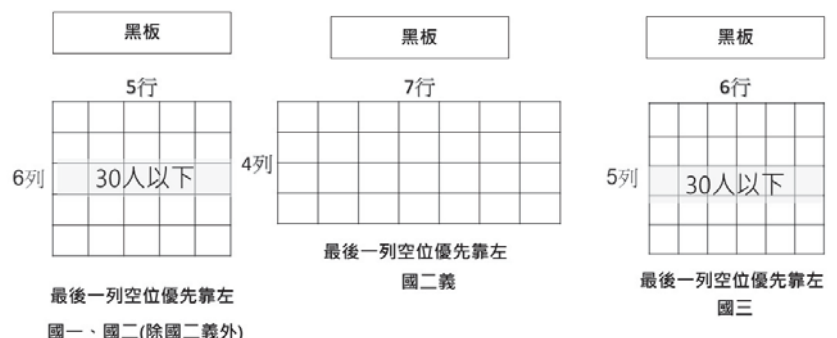 黑板
5行
6列
30人以下
最後一列空位優先靠左
國一、國二(除國二義外)
黑板
7行
4列
最後一列空位優先靠左
國二義
黑板
6行
5列
30人以下
最後一列空位優先靠左
國三